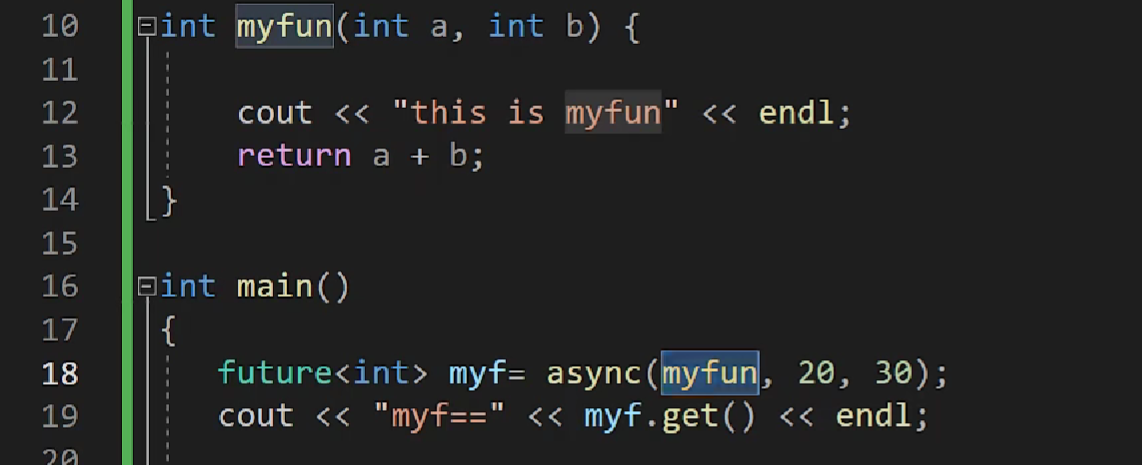 10 int myfun(int a, int b) {
11
12 cout << "this is myfun" << endl;
13 return a + b;
14 }
15
16 int main()
17 {
18 future<int> myf= async(myfun, 20, 30);
19 cout << "myf==" << myf.get() << endl;
20